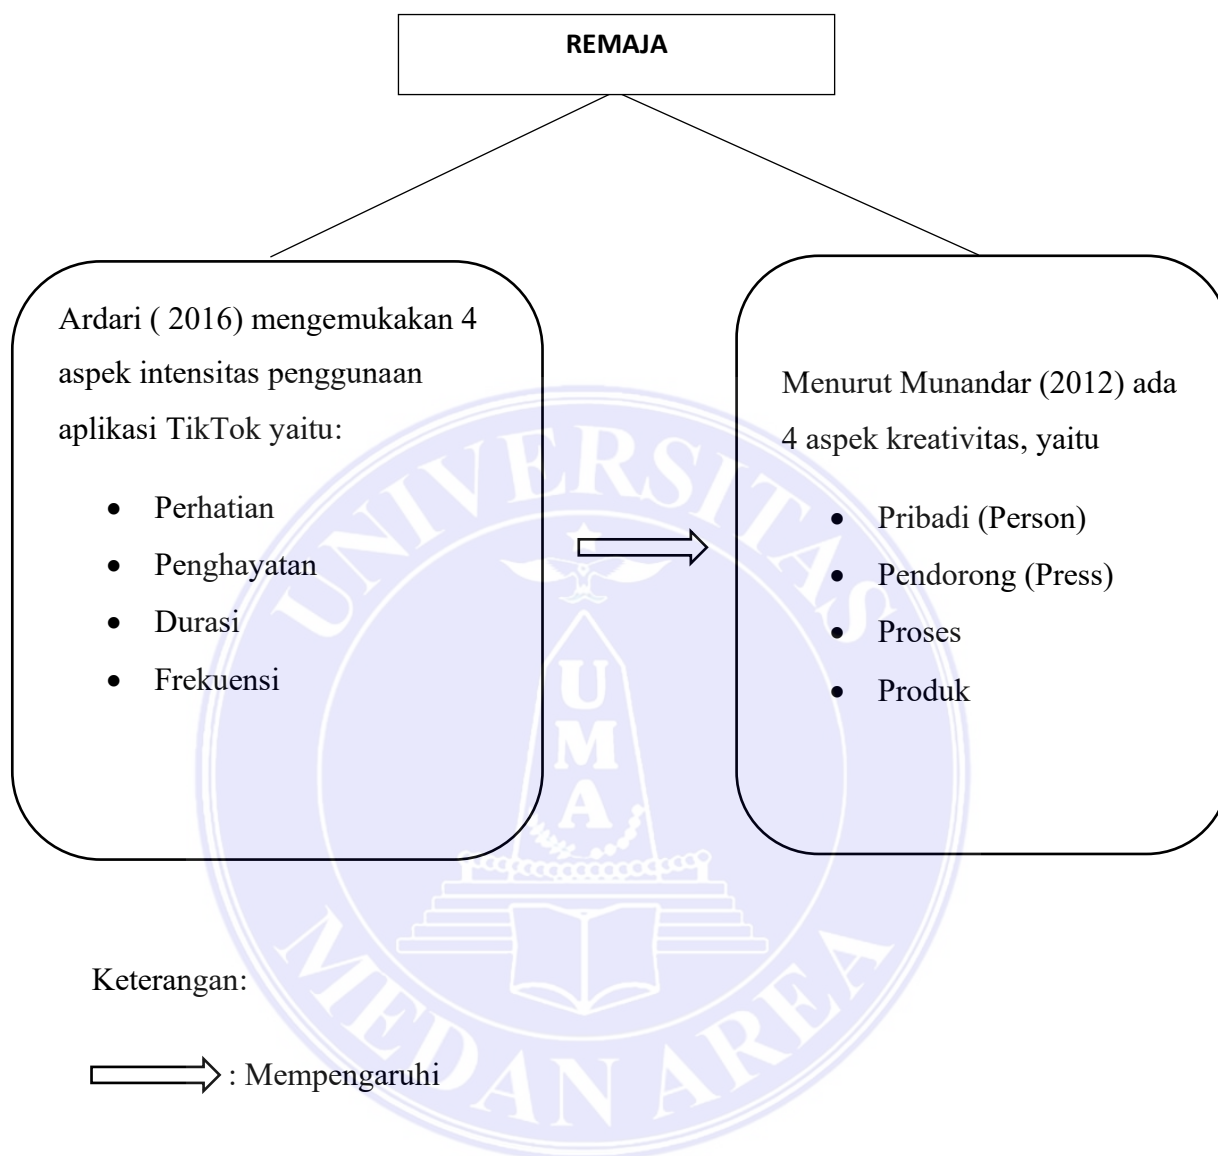 REMAJA
Ardari ( 2016) mengemukakan 4
aspek intensitas penggunaan
aplikasi TikTok yaitu:
• Perhatian
• Penghayatan
• Durasi
• Frekuensi
Menurut Munandar (2012) ada
4 aspek kreativitas, yaitu
• Pribadi (Person)
• Pendorong (Press)
• Proses
• Produk
UNIVERSITAS
UMA
MEDAN AREA
Keterangan:
: Mempengaruhi